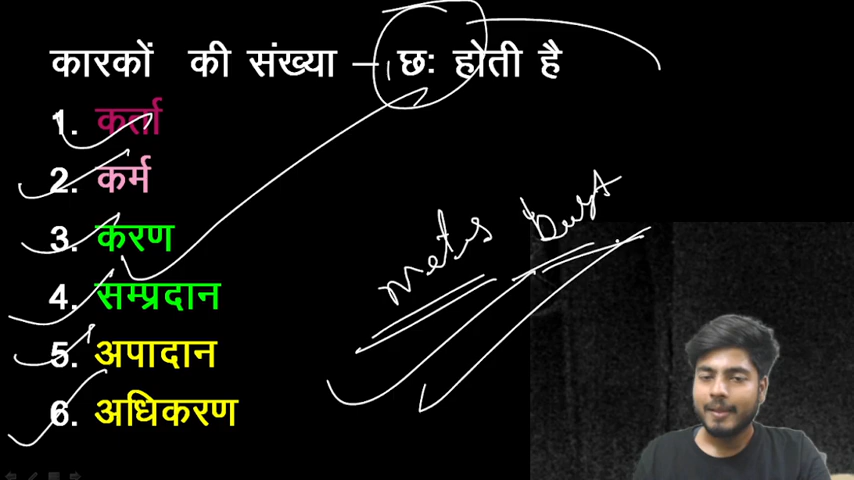 कारकों की संख्या – छः होती है
1. कर्ता
2. कर्म
3. करण
4. सम्प्रदान
5. अपादान
6. अधिकरण